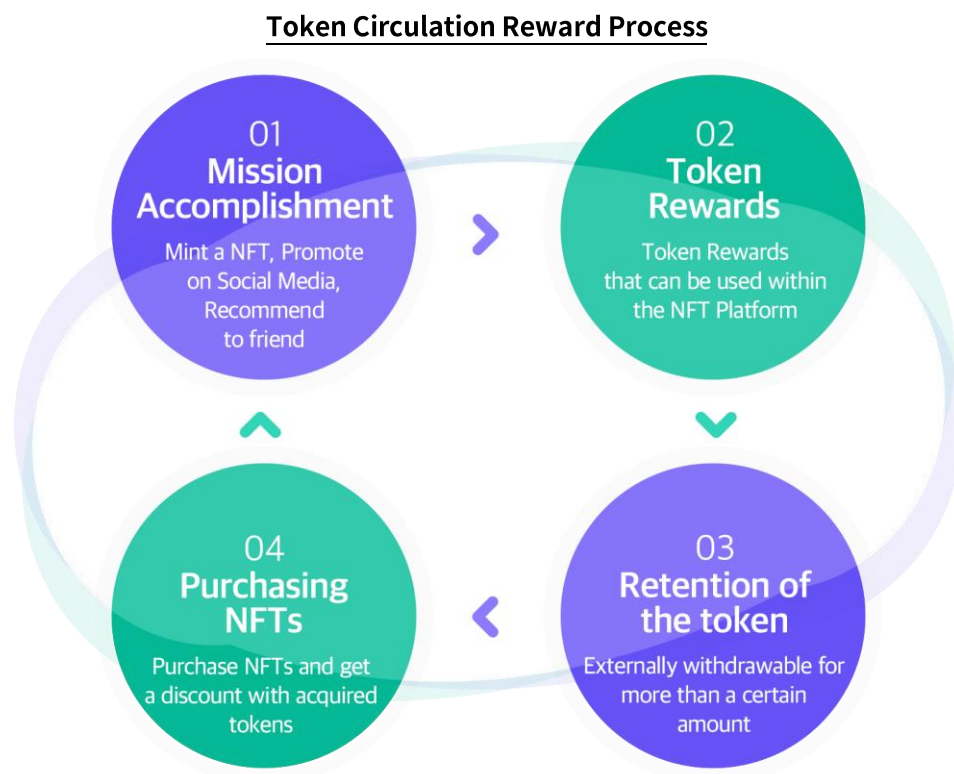 Token Circulation Reward Process
01
Mission
Accomplishment
Mint a NFT, Promote
on Social Media,
Recommend
to friend
02
Token
Rewards
Token Rewards
that can be used within
the NFT Platform
03
Retention of
the token
Externally withdrawable for
more than a certain
amount
04
Purchasing
NFTs
Purchase NFTs and get
a discount with acquired
tokens